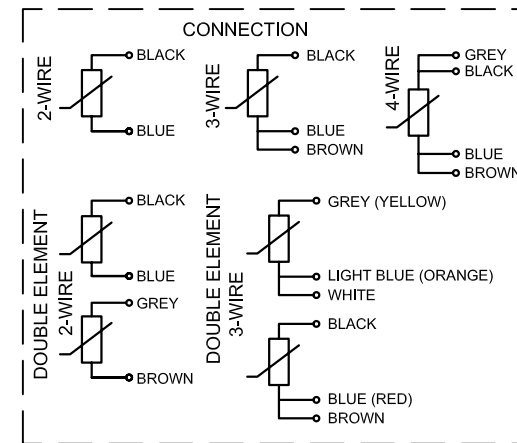 CONNECTION
2-WIRE
BLACK
BLUE
3-WIRE
BLACK
BLUE
BROWN
4-WIRE
GREY
BLACK
BLUE
BROWN
DOUBLE ELEMENT
2-WIRE
BLACK
BLUE
GREY
BROWN
DOUBLE ELEMENT
3-WIRE
GREY (YELLOW)
LIGHT BLUE (ORANGE)
WHITE
BLACK
BLUE (RED)
BROWN